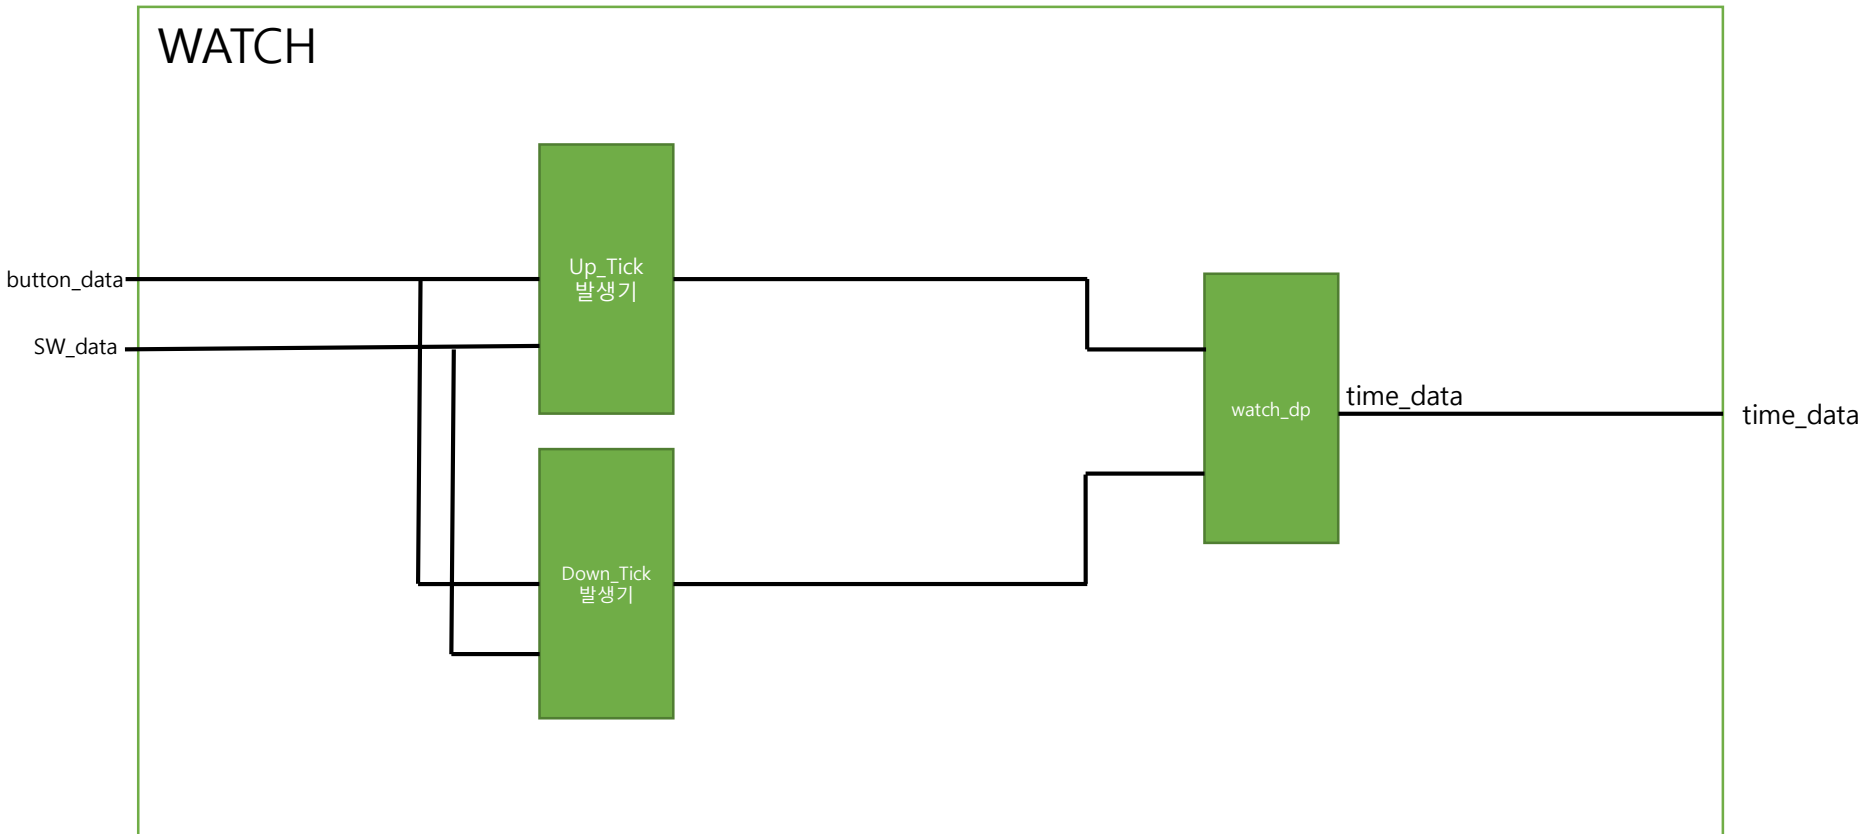 WATCH
button_data
SW_data
Up_Tick
발생기
Down_Tick
발생기
watch_dp
time_data
time_data